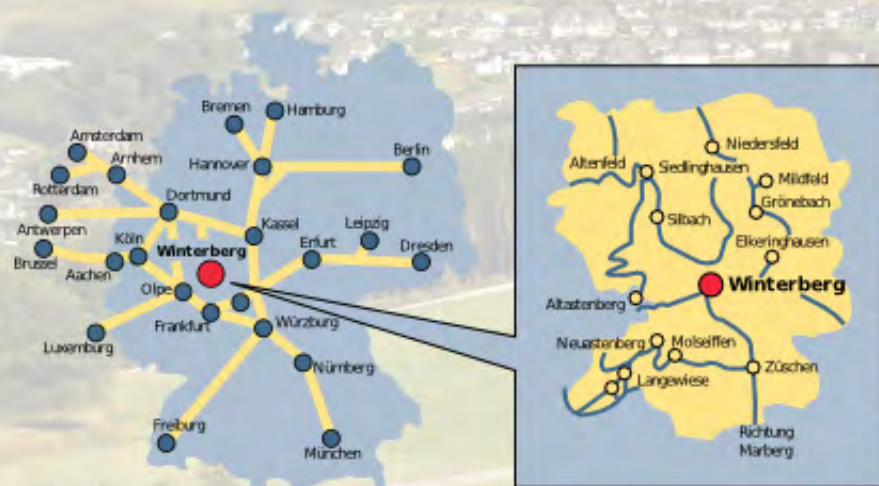 Bremen
Hamburg
Amsterdam
Arnhem
Hannover
Berlin
Rotterdam
Dortmund
Antwerpen
Kassel
Leipzig
Köln
Winterberg
Erfurt
Dresden
Brussel
Aachen
Olpe
Frankfurt
Würzburg
Luxemburg
Nürnberg
Freiburg
München
Niedersfeld
Altenfeld
Siedlinghausen
Mildfeld
Grönebach
Silbach
Elkeringhausen
Winterberg
Altastenberg
Neuastenberg
Molseiffen
Züschen
Langewiese
Richtung
Marberg